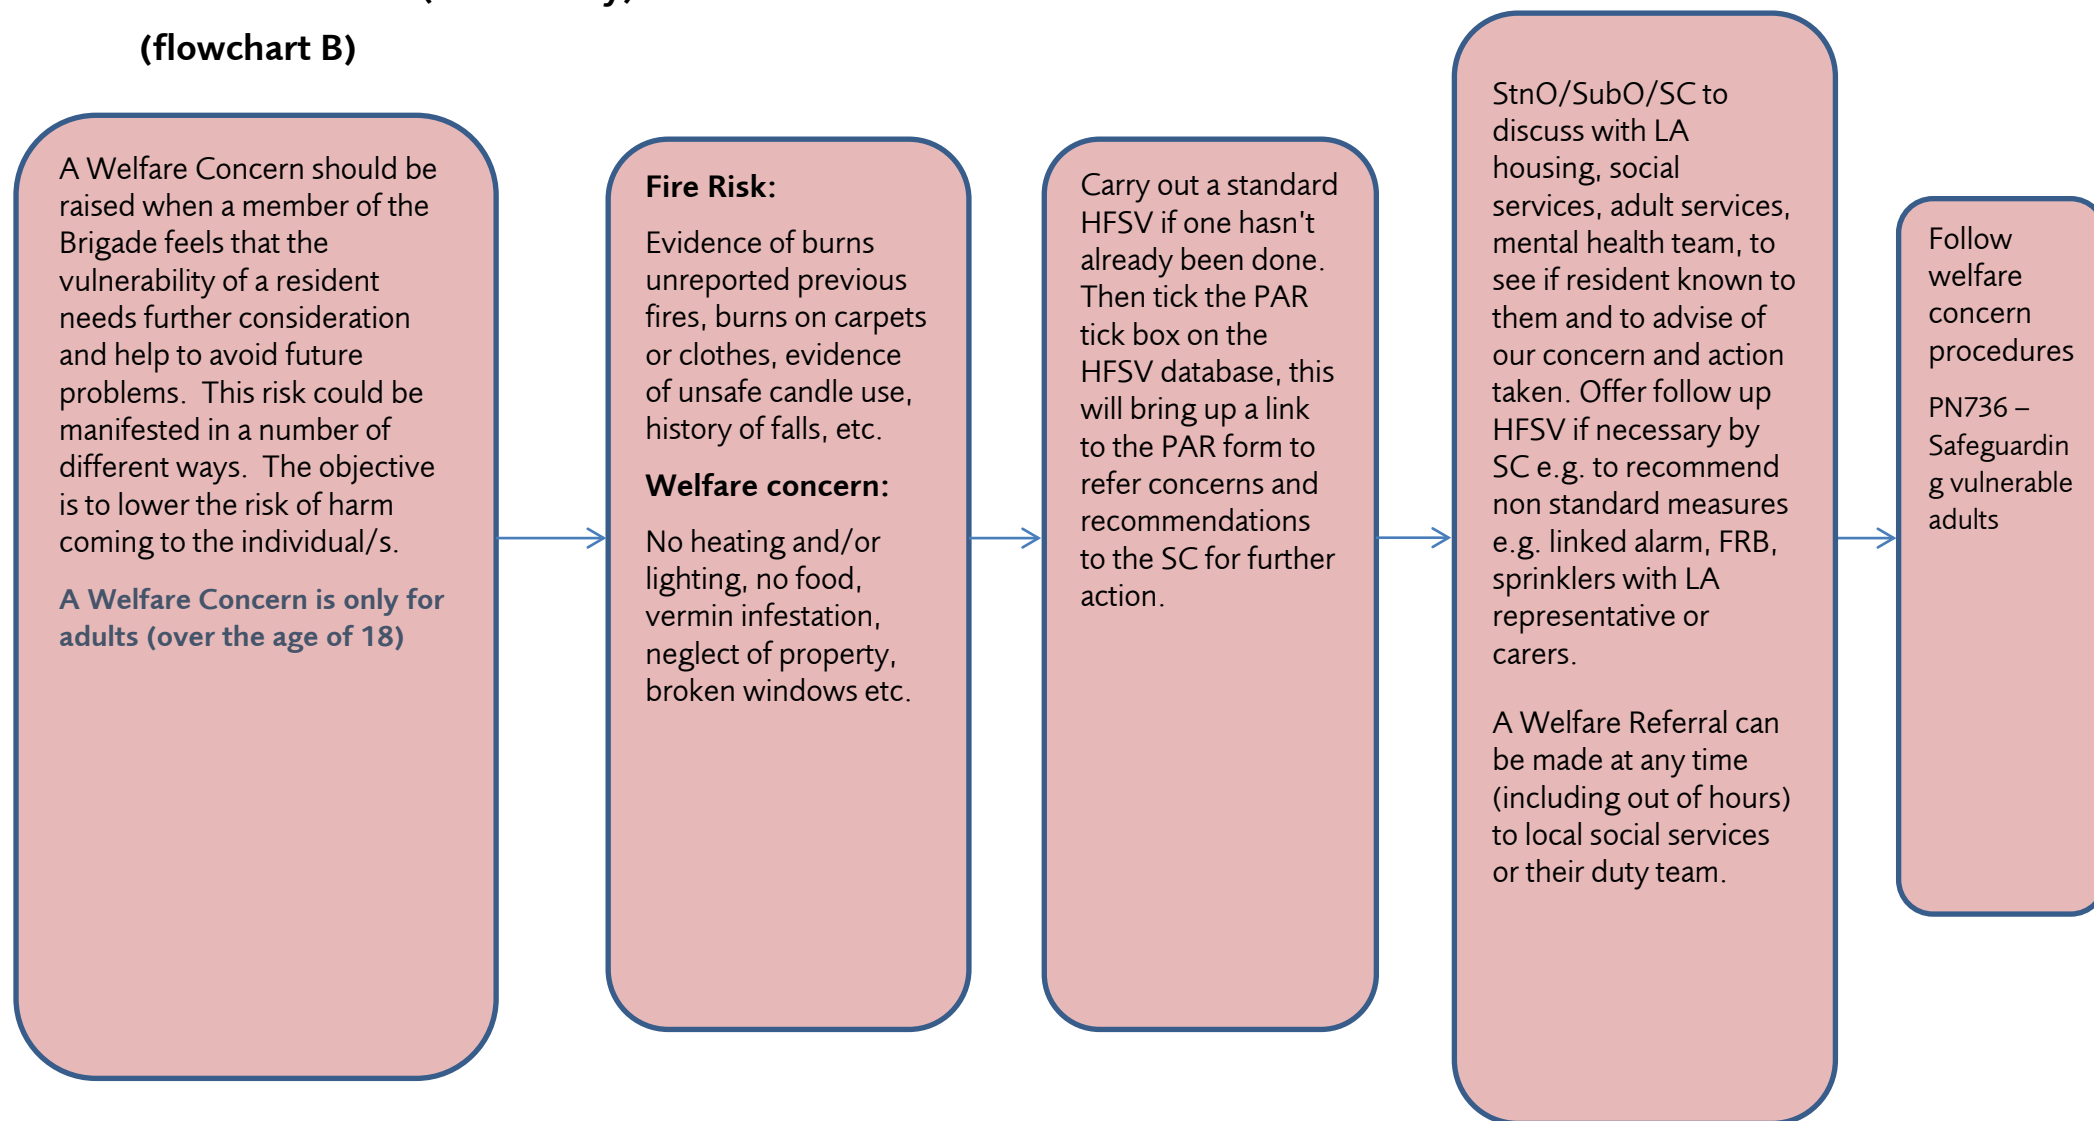 (flowchart B)
A Welfare Concern should be
raised when a member of the
Brigade feels that the
vulnerability of a resident
needs further consideration
and help to avoid future
problems. This risk could be
manifested in a number of
different ways. The objective
is to lower the risk of harm
coming to the individual/s.
A Welfare Concern is only for
adults (over the age of 18)
Fire Risk:
Evidence of burns
unreported previous
fires, burns on carpets
or clothes, evidence
of unsafe candle use,
history of falls, etc.
Welfare concern:
No heating and/or
lighting, no food,
vermin infestation,
neglect of property,
broken windows etc.
Carry out a standard
HFSV if one hasn't
already been done.
Then tick the PAR
tick box on the
HFSV database, this
will bring up a link
to the PAR form to
refer concerns and
recommendations
to the SC for further
action.
StnO/SubO/SC to
discuss with LA
housing, social
services, adult services,
mental health team, to
see if resident known to
them and to advise of
our concern and action
taken. Offer follow up
HFSV if necessary by
SC e.g. to recommend
non standard measures
e.g. linked alarm, FRB,
sprinklers with LA
representative or
carers.
A Welfare Referral can
be made at any time
(including out of hours)
to local social services
or their duty team.
Follow
welfare
concern
procedures
PN736 –
Safeguardin
g vulnerable
adults